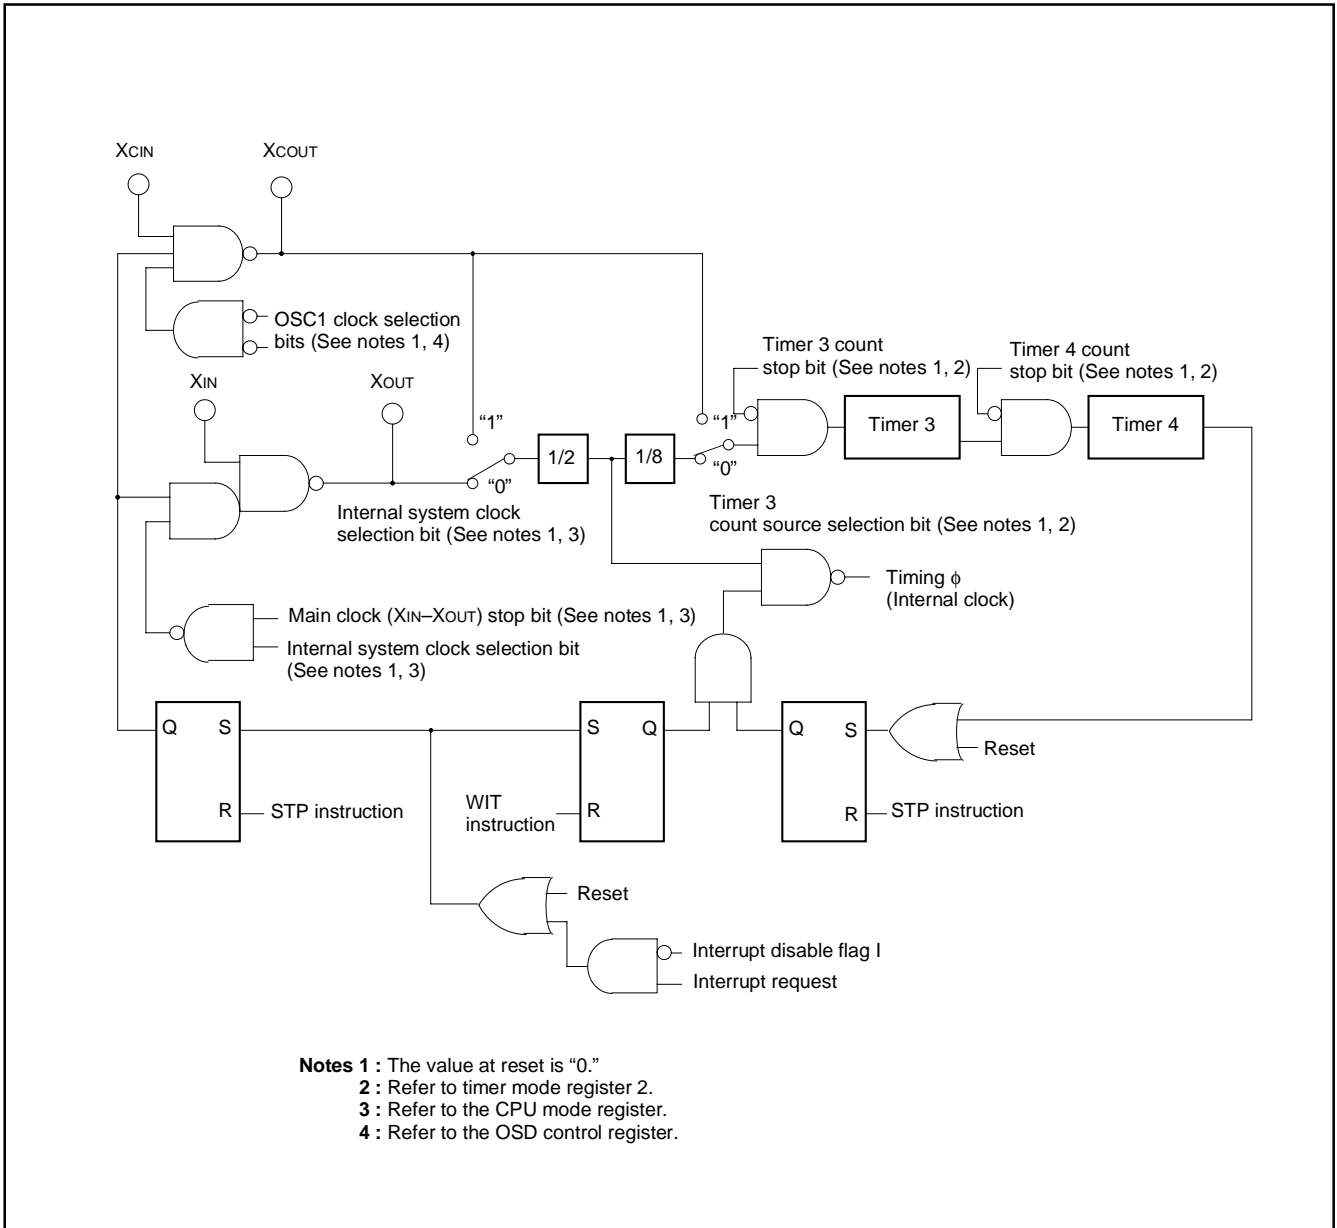 XCIN
XCOUT
OSC1 clock selection
bits (See notes 1, 4)
XIN
XOUT
“1”
“0”
Internal system clock
selection bit (See notes 1, 3)
1/2
1/8
“1”
“0”
Timer 3 count
stop bit (See notes 1, 2)
Timer 4 count
stop bit (See notes 1, 2)
Timer 3
Timer 4
Timer 3
count source selection bit (See notes 1, 2)
Timing ϕ
(Internal clock)
Main clock (XIN–XOUT) stop bit (See notes 1, 3)
Internal system clock selection bit
(See notes 1, 3)
Q S
R
STP instruction
S Q
R
WIT
instruction
Q S
R
Reset
STP instruction
Reset
Interrupt disable flag I
Interrupt request
Notes 1 : The value at reset is “0.”
2 : Refer to timer mode register 2.
3 : Refer to the CPU mode register.
4 : Refer to the OSD control register.